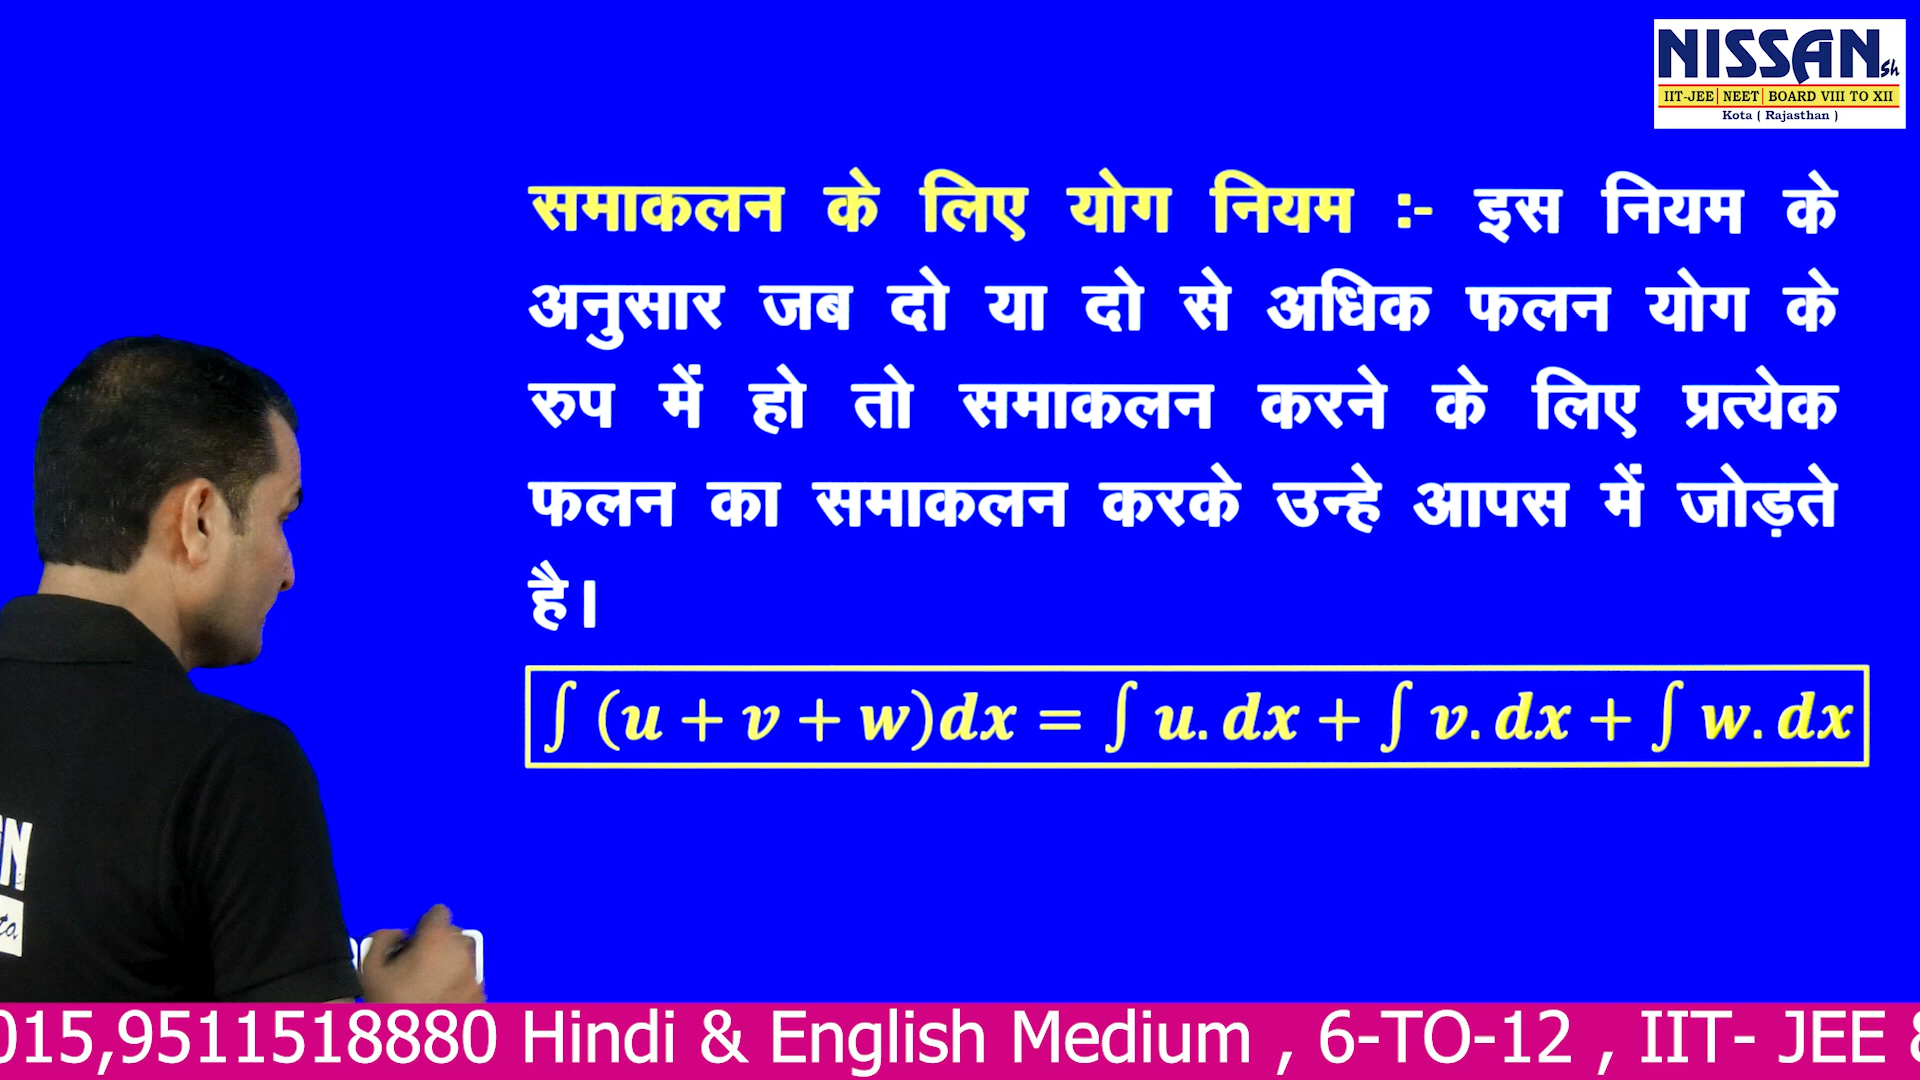 NISSAN Sh
IIT-JEE | NEET | BOARD VIII TO XII
Kota ( Rajasthan )
समाकलन के लिए योग नियम :- इस नियम के
अनुसार जब दो या दो से अधिक फलन योग के
रुप में हो तो समाकलन करने के लिए प्रत्येक
फलन का समाकलन करके उन्हे आपस में जोड़ते
है।
∫ (u + v + w)dx = ∫ u. dx + ∫ v. dx + ∫ w. dx
015,9511518880 Hindi & English Medium , 6-TO-12 , IIT- JEE &